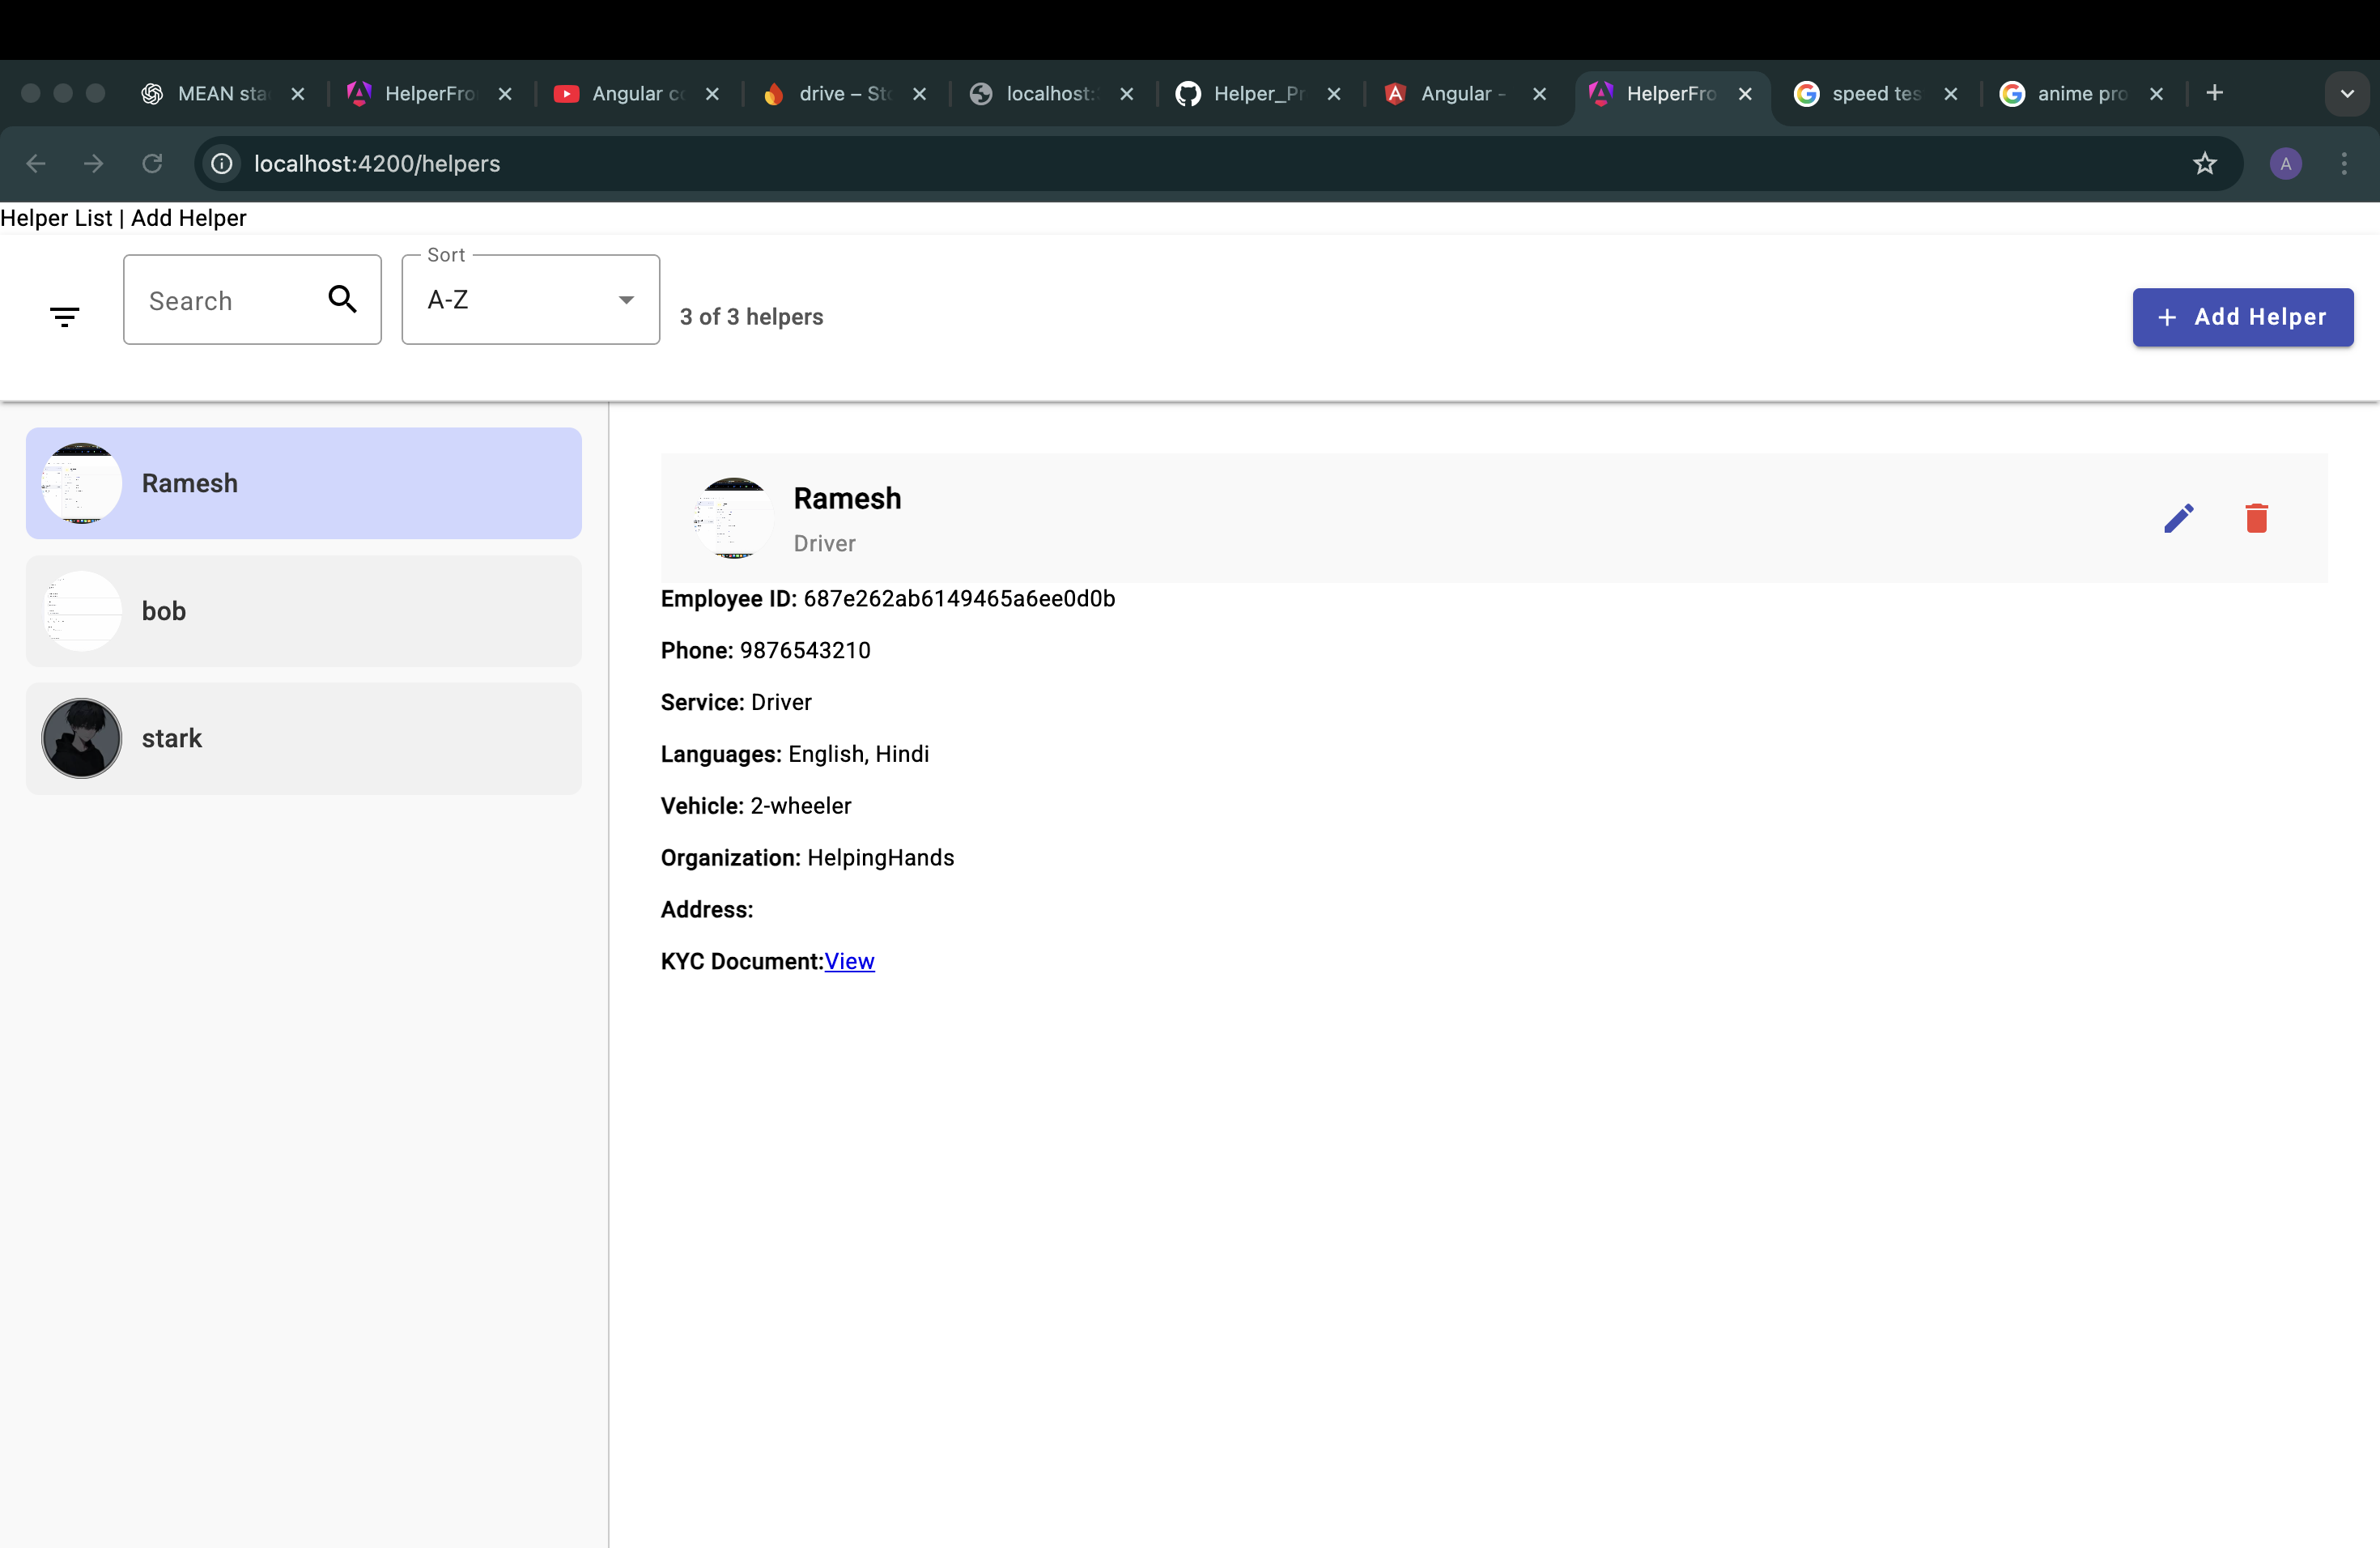 MEAN sta
HelperFro
Angular co
drive – Sto
localhost:
Helper_Pr
Angular -
HelperFro
speed tes
anime pro
localhost:4200/helpers
A
Helper List | Add Helper
Search
Sort
A-Z
3 of 3 helpers
+ Add Helper
Ramesh
bob
stark
Ramesh
Driver
Employee ID: 687e262ab6149465a6ee0d0b
Phone: 9876543210
Service: Driver
Languages: English, Hindi
Vehicle: 2-wheeler
Organization: HelpingHands
Address:
KYC Document:View